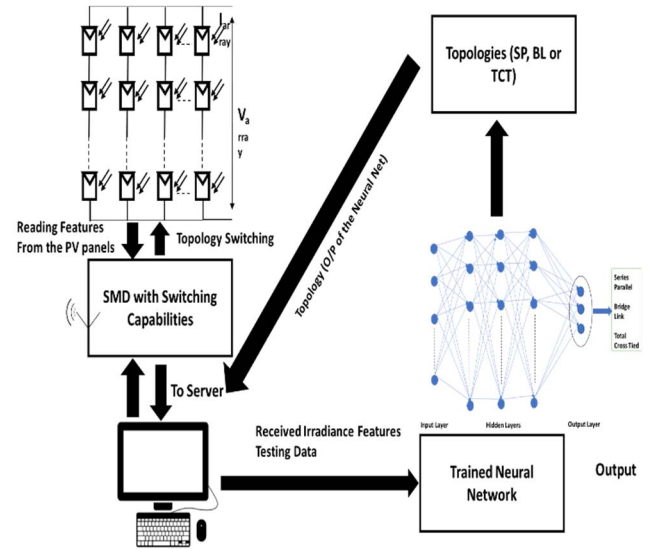 I_ar
ray
V_a
rra
y
Topologies (SP, BL or
TCT)
Reading Features
From the PV panels
Topology Switching
Topology (O/P of the Neural Net)
SMD with Switching
Capabilities
Series
Parallel
Bridge
Link
Total
Cross Tied
To Server
Input Layer
Hidden Layers
Output Layer
Received Irradiance Features
Testing Data
Trained Neural
Network
Output